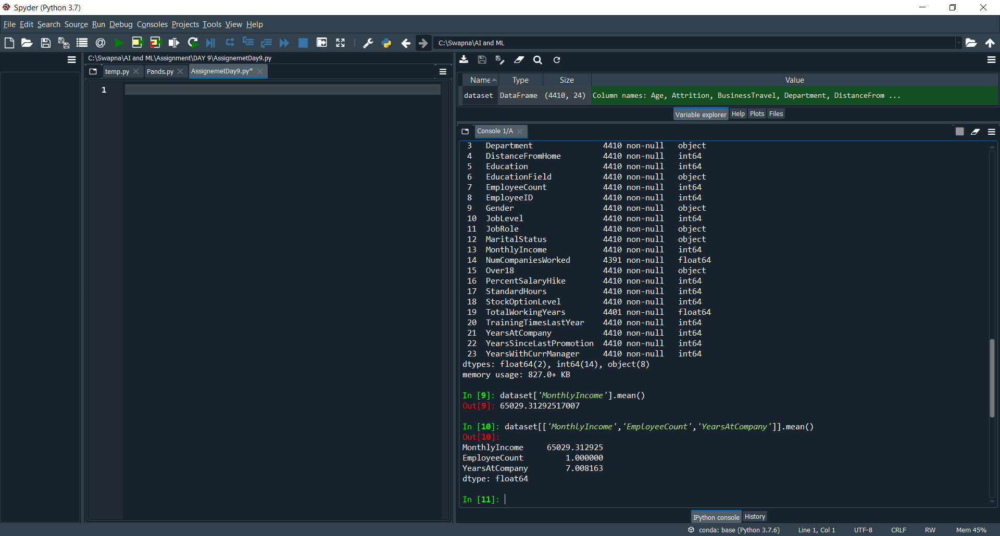 Spyder (Python 3.7)
File Edit Search Source Run Debug Consoles Projects Tools View Help
C:\Swapna\AI and ML
C:\Swapna\AI and ML\Assignment\DAY 9\AssignemetDay9.py
temp.py Pands.py AssignemetDay9.py*
1
Name Type Size Value
dataset DataFrame (4410, 24) Column names: Age, Attrition, BusinessTravel, Department, DistanceFrom ...
Variable explorer Help Plots Files
Console 1/A
3 Department 4410 non-null object
4 DistanceFromHome 4410 non-null int64
5 Education 4410 non-null int64
6 EducationField 4410 non-null object
7 EmployeeCount 4410 non-null int64
8 EmployeeID 4410 non-null int64
9 Gender 4410 non-null object
10 JobLevel 4410 non-null int64
11 JobRole 4410 non-null object
12 MaritalStatus 4410 non-null object
13 MonthlyIncome 4410 non-null int64
14 NumCompaniesWorked 4391 non-null float64
15 Over18 4410 non-null object
16 PercentSalaryHike 4410 non-null int64
17 StandardHours 4410 non-null int64
18 StockOptionLevel 4410 non-null int64
19 TotalWorkingYears 4401 non-null float64
20 TrainingTimesLastYear 4410 non-null int64
21 YearsAtCompany 4410 non-null int64
22 YearsSinceLastPromotion 4410 non-null int64
23 YearsWithCurrManager 4410 non-null int64
dtypes: float64(2), int64(14), object(8)
memory usage: 827.0+ KB
In [9]: dataset['MonthlyIncome'].mean()
Out[9]: 65029.31292517007
In [10]: dataset[['MonthlyIncome','EmployeeCount','YearsAtCompany']].mean()
Out[10]:
MonthlyIncome 65029.312925
EmployeeCount 1.000000
YearsAtCompany 7.008163
dtype: float64
In [11]:
IPython console History
conda: base (Python 3.7.6) Line 1, Col 1 UTF-8 CRLF RW Mem 45%